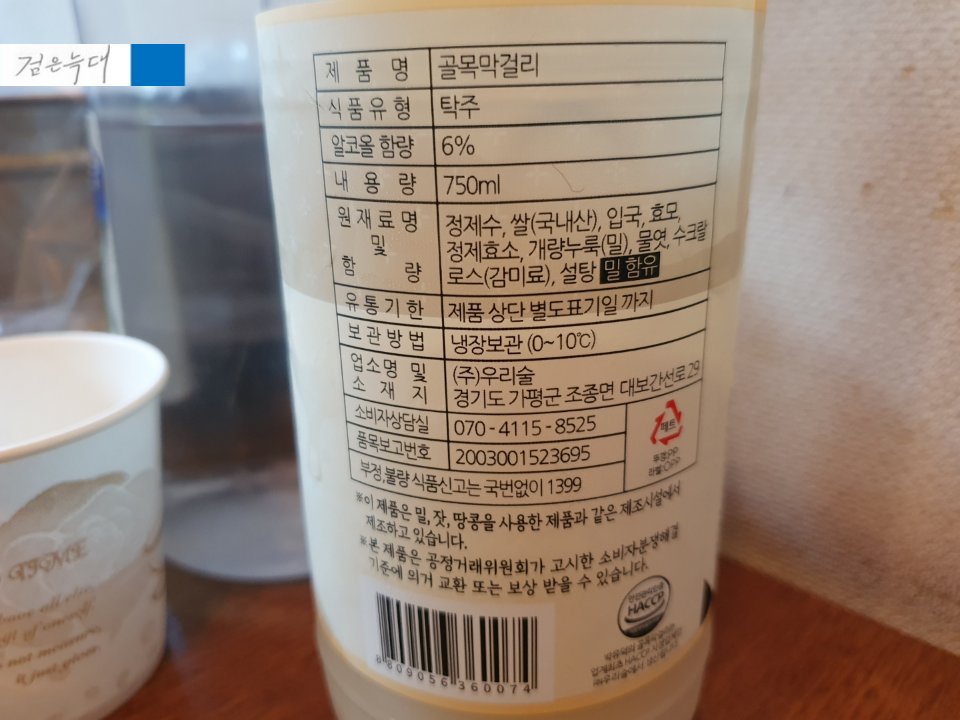 검은늑대
제품명 골목막걸리
식품유형 탁주
알코올 함량 6%
내용량 750ml
원재료명 및 함량 정제수, 쌀(국내산), 입국, 효모,
정제효소, 개량누룩(밀), 물엿, 수크랄
로스(감미료), 설탕 밀 함유
유통기한 제품 상단 별도표기일 까지
보관방법 냉장보관 (0~10℃)
업소명 및 소재지 (주)우리술
경기도 가평군 조종면 대보간선로 29
소비자상담실 070-4115-8525
품목보고번호 2003001523695
페트
뚜껑:PP
라벨:OPP
부정,불량 식품신고는 국번없이 1399
※이 제품은 밀, 잣, 땅콩을 사용한 제품과 같은 제조시설에서
제조하고 있습니다.
※본 제품은 공정거래위원회가 고시한 소비자분쟁해결
기준에 의거 교환 또는 보상 받을 수 있습니다.
HACCP
8 809056 360074